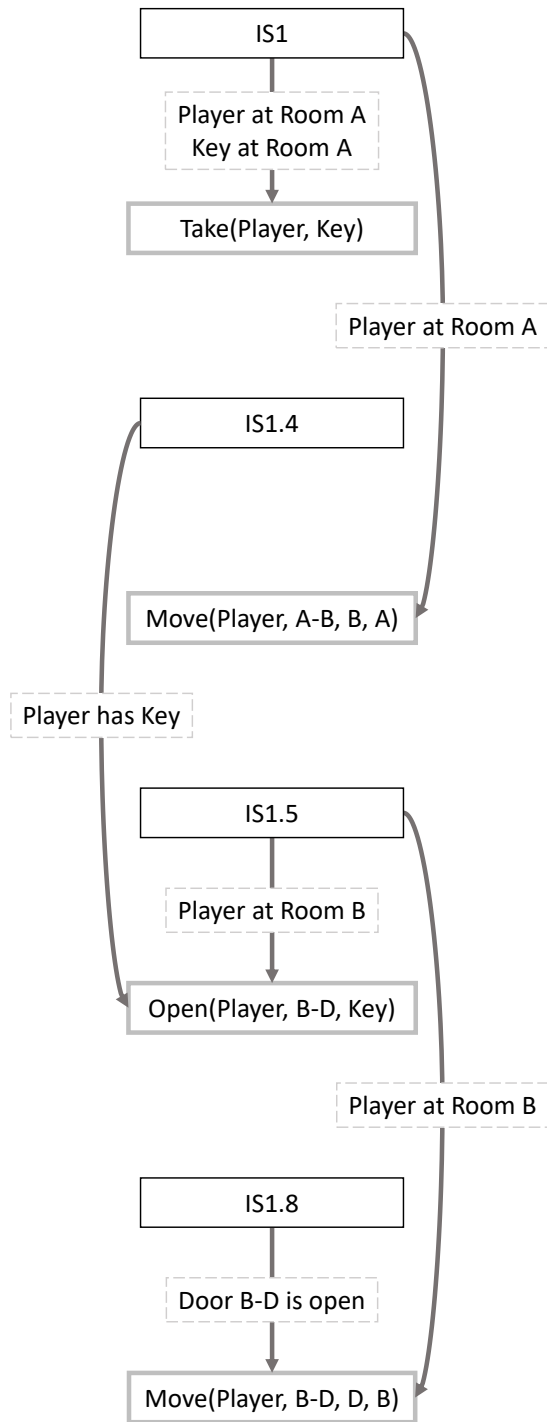 IS1
Player at Room A
Key at Room A
Take(Player, Key)
Player at Room A
IS1.4
Move(Player, A-B, B, A)
Player has Key
IS1.5
Player at Room B
Open(Player, B-D, Key)
Player at Room B
IS1.8
Door B-D is open
Move(Player, B-D, D, B)